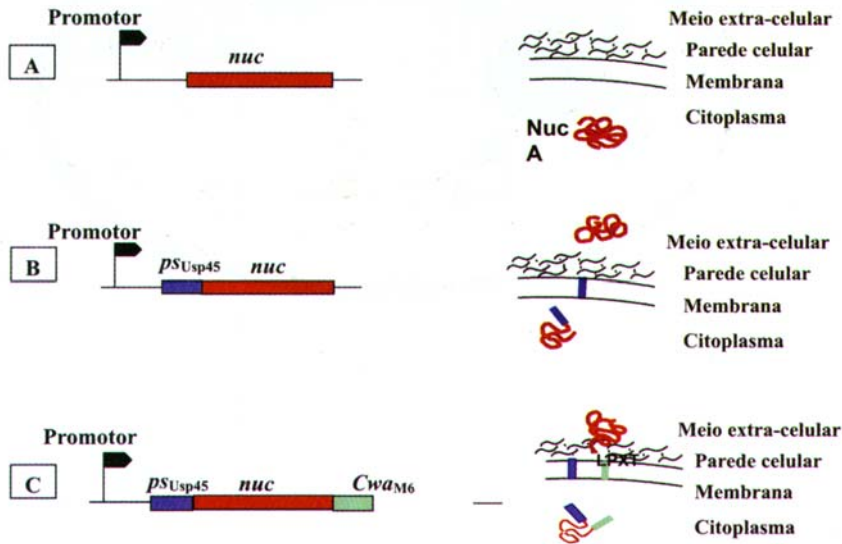 Promotor
A
nuc
Meio extra-celular
Parede celular
Membrana
Citoplasma
Nuc
A
Promotor
B
psUsp45
nuc
Meio extra-celular
Parede celular
Membrana
Citoplasma
Promotor
C
psUsp45
nuc
CwaM6
Meio extra-celular
LPXT
Parede celular
Membrana
Citoplasma